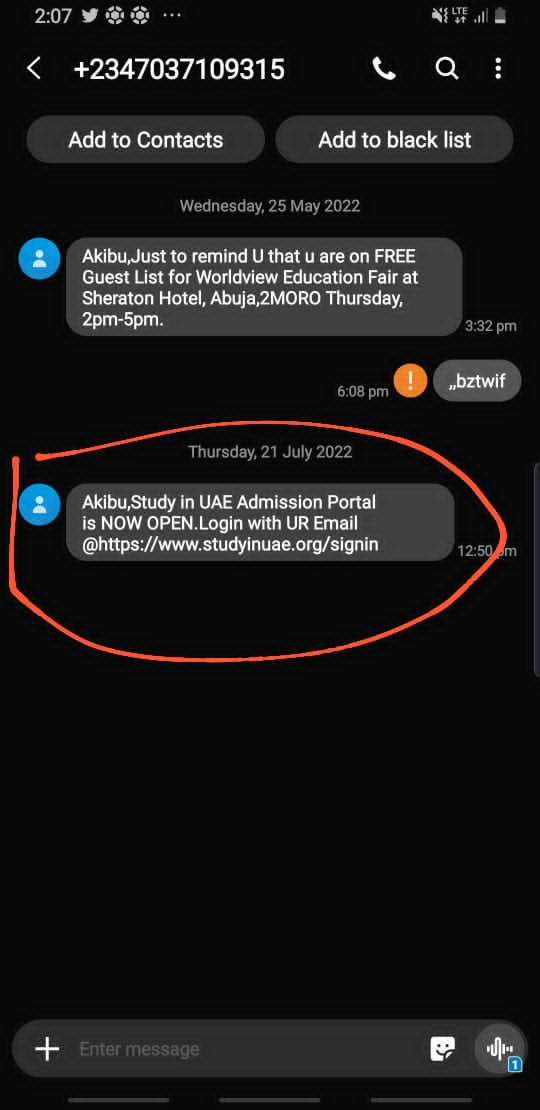 2:07
LTE
+2347037109315
Add to Contacts
Add to black list
Wednesday, 25 May 2022
Akibu,Just to remind U that u are on FREE
Guest List for Worldview Education Fair at
Sheraton Hotel, Abuja,2MORO Thursday,
2pm-5pm.
3:32 pm
6:08 pm
!
,,bztwif
Thursday, 21 July 2022
Akibu,Study in UAE Admission Portal
is NOW OPEN.Login with UR Email
@https://www.studyinuae.org/signin
12:50 pm
Enter message
1